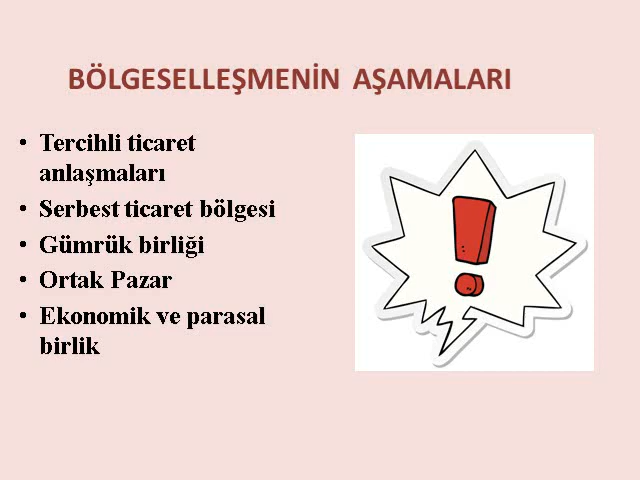 BÖLGESELLEŞMENİN AŞAMALARI
• Tercihli ticaret
anlaşmaları
• Serbest ticaret bölgesi
• Gümrük birliği
• Ortak Pazar
• Ekonomik ve parasal
birlik